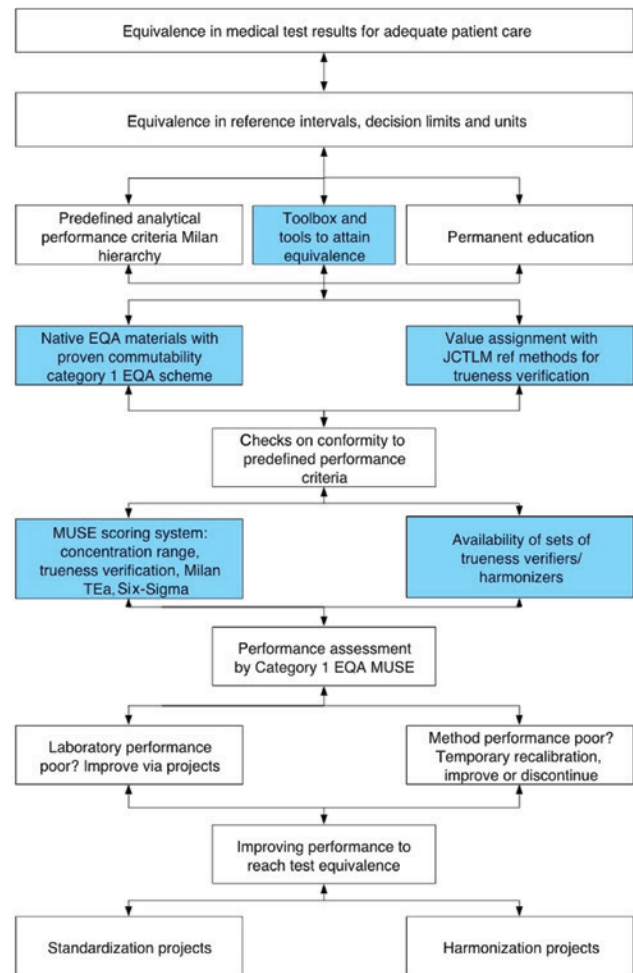 Equivalence in medical test results for adequate patient care
Equivalence in reference intervals, decision limits and units
Predefined analytical
performance criteria Milan
hierarchy
Toolbox and
tools to attain
equivalence
Permanent education
Native EQA materials with
proven commutability
category 1 EQA scheme
Value assignment with
JCTLM ref methods for
trueness verification
Checks on conformity to
predefined performance
criteria
MUSE scoring system:
concentration range,
trueness verification, Milan
TEa, Six-Sigma
Availability of sets of
trueness verifiers/
harmonizers
Performance assessment
by Category 1 EQA MUSE
Laboratory performance
poor? Improve via projects
Method performance poor?
Temporary recalibration,
improve or discontinue
Improving performance to
reach test equivalence
Standardization projects
Harmonization projects